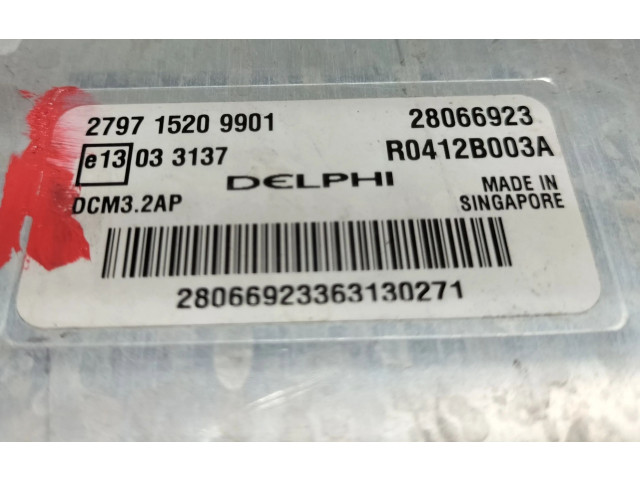 2797 1520 9901 28066923
e13 03 3137 R0412B003A
DELPHI MADE IN
DCM3.2AP SINGAPORE
28066923363130271